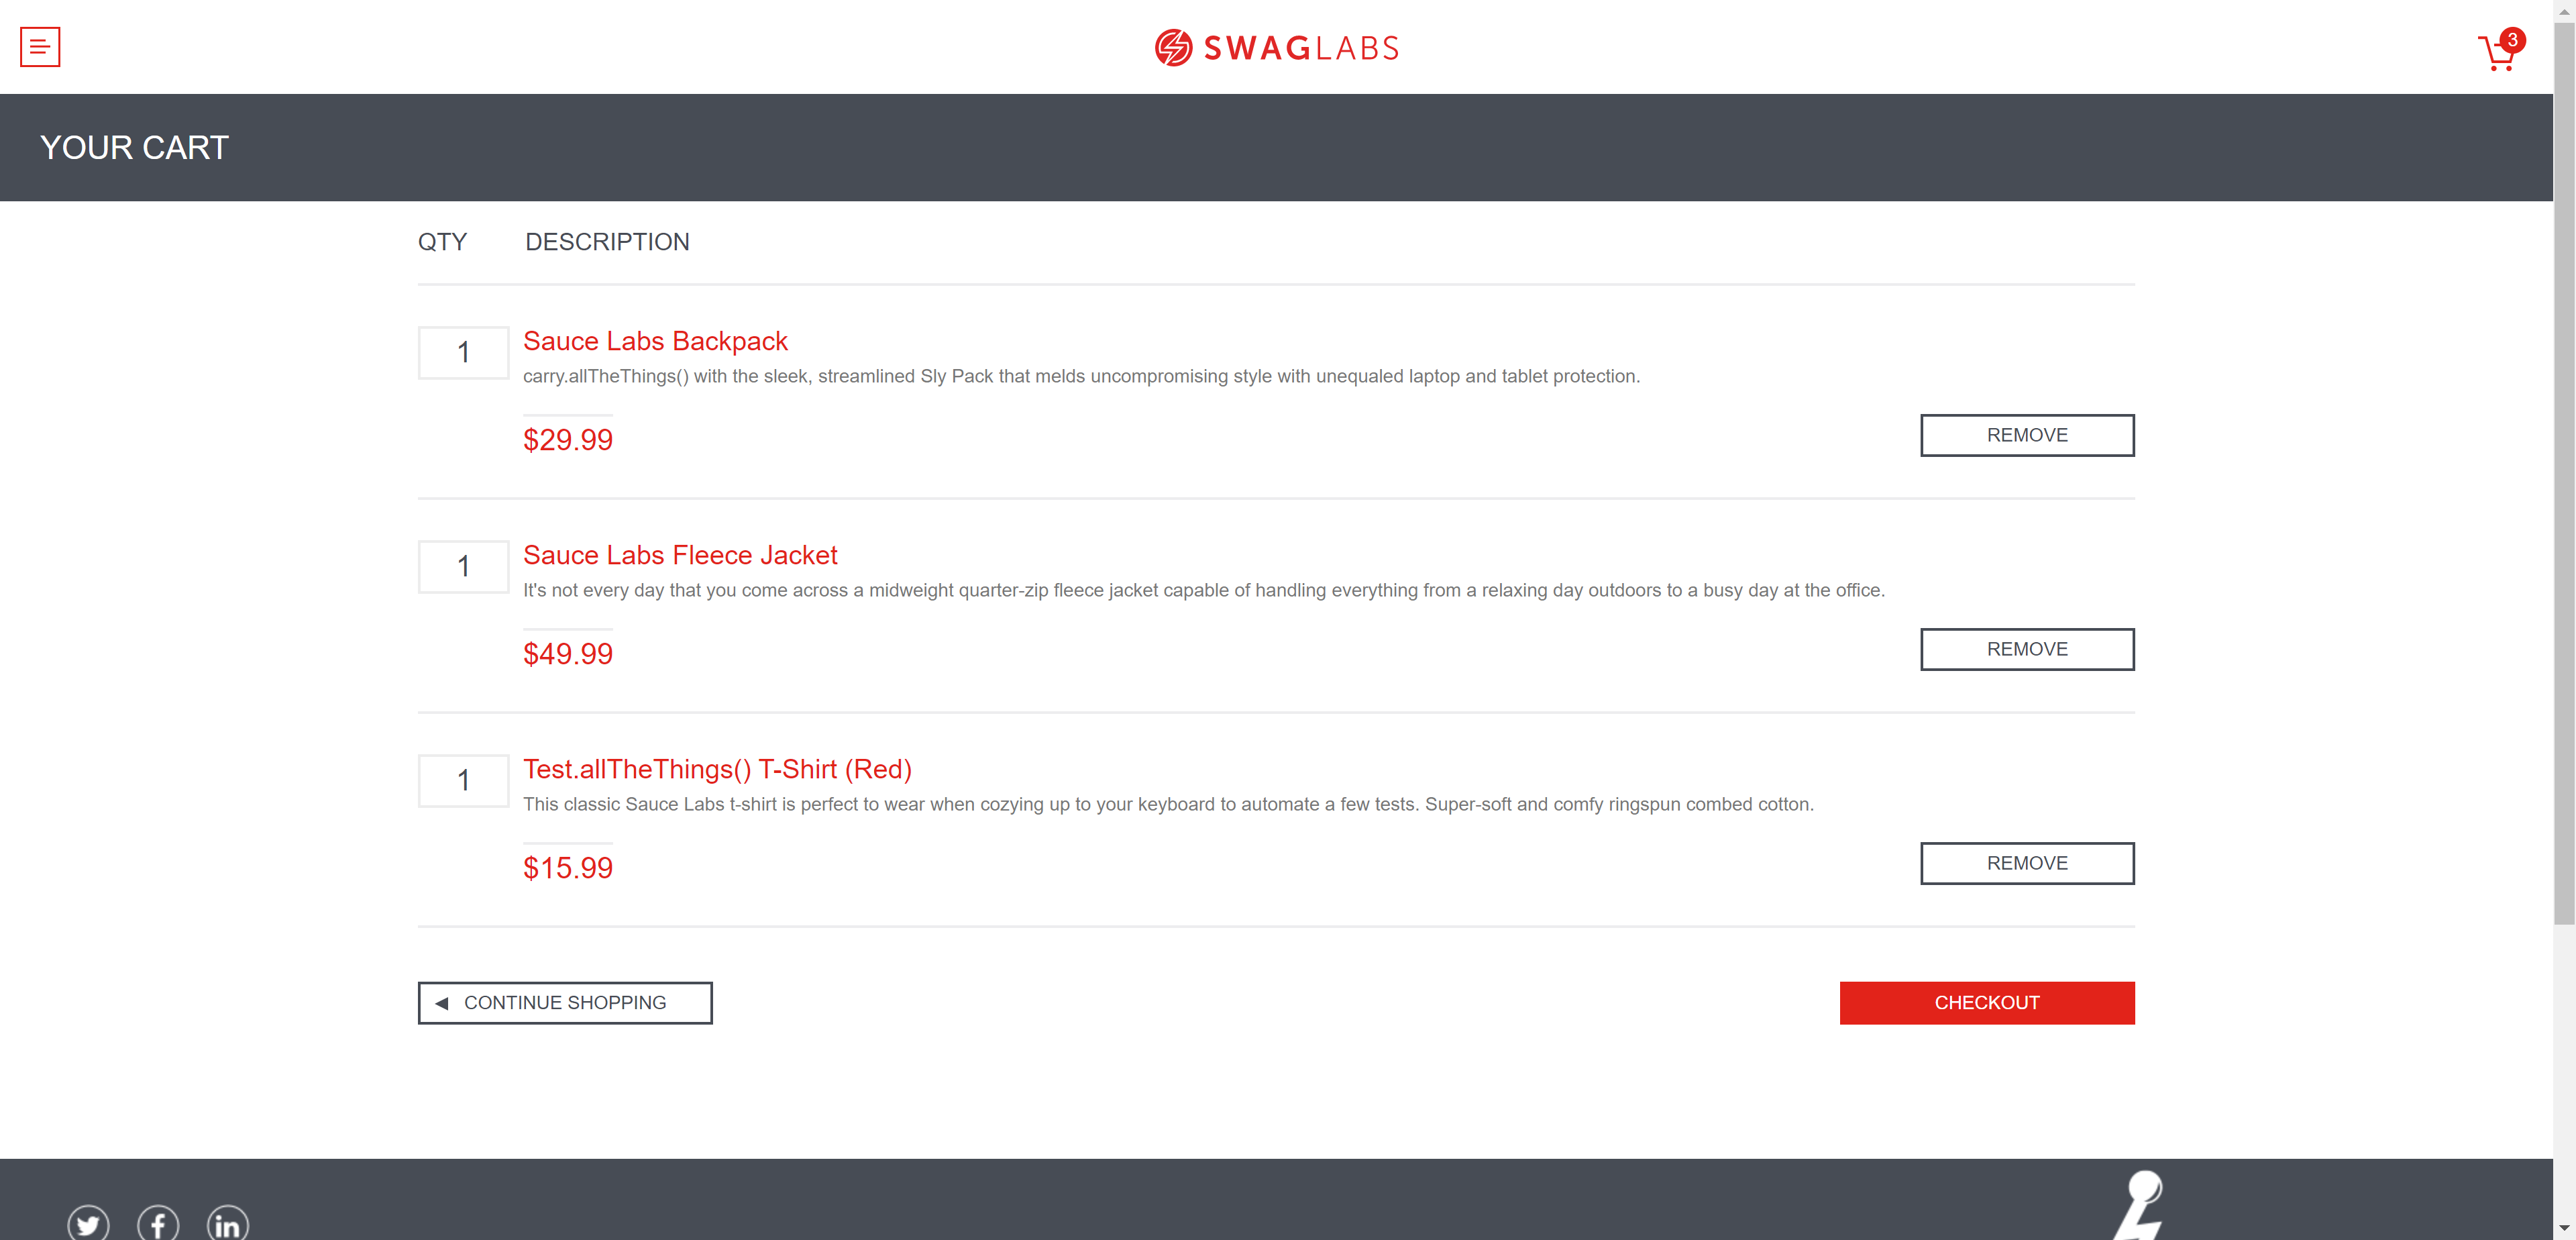 SWAGLABS
3
YOUR CART
QTY DESCRIPTION
1 Sauce Labs Backpack
carry.allTheThings() with the sleek, streamlined Sly Pack that melds uncompromising style with unequaled laptop and tablet protection.
$29.99 REMOVE
1 Sauce Labs Fleece Jacket
It's not every day that you come across a midweight quarter-zip fleece jacket capable of handling everything from a relaxing day outdoors to a busy day at the office.
$49.99 REMOVE
1 Test.allTheThings() T-Shirt (Red)
This classic Sauce Labs t-shirt is perfect to wear when cozying up to your keyboard to automate a few tests. Super-soft and comfy ringspun combed cotton.
$15.99 REMOVE
CONTINUE SHOPPING CHECKOUT